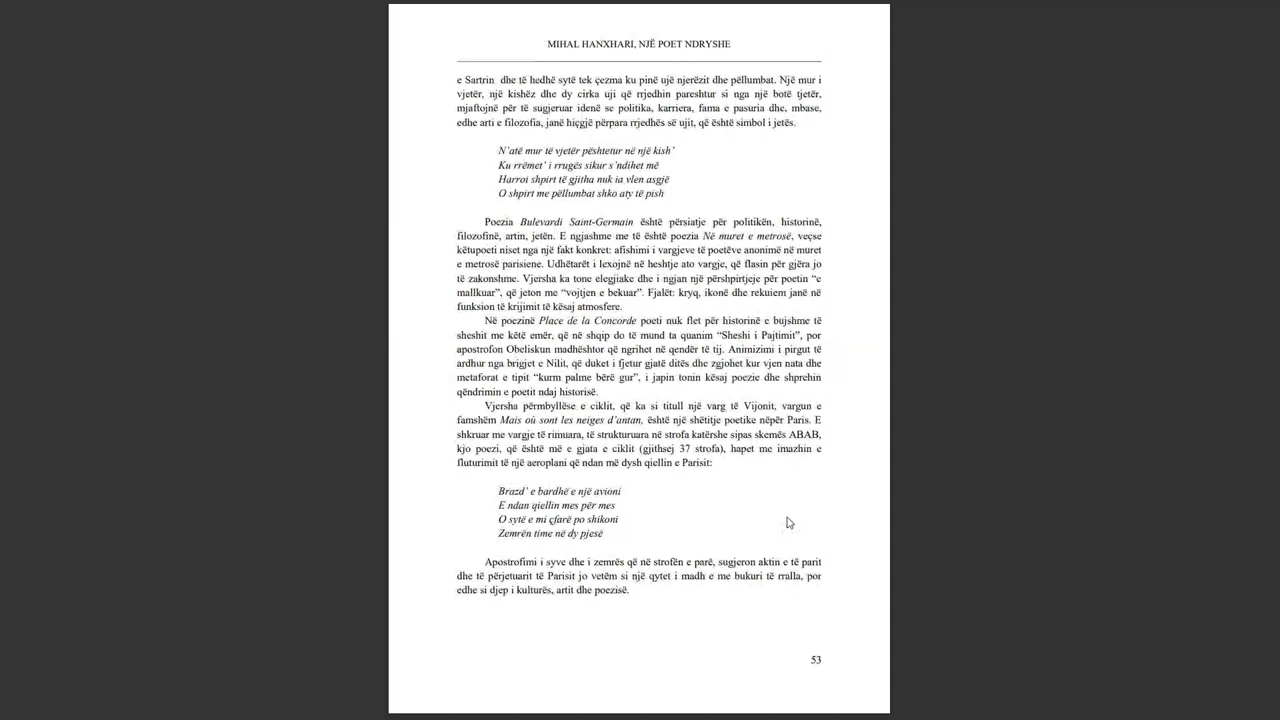 MIHAL HANXHARI, NJË POET NDRYSHE
e Sartrin dhe të hedhë sytë tek çezma ku pinë ujë njerëzit dhe pëllumbat. Një mur i
vjetër, një kishëz dhe dy cirka uji që rrjedhin pareshtur si nga një botë tjetër,
mjaftojnë për të sugjeruar idenë se politika, karriera, fama e pasuria dhe, mbase,
edhe arti e filozofia, janë hiçgjë përpara rrjedhës së ujit, që është simbol i jetës.
N’atë mur të vjetër pështetur në një kish’
Ku rrëmet’ i rrugës sikur s’ndihet më
Harroi shpirt të gjitha nuk ia vlen asgjë
O shpirt me pëllumbat shko aty të pish
Poezia Bulevardi Saint-Germain është përsiatje për politikën, historinë,
filozofinë, artin, jetën. E ngjashme me të është poezia Në muret e metrosë, veçse
këtupoeti niset nga një fakt konkret: afishimi i vargjeve të poetëve anonimë në muret
e metrosë parisiene. Udhëtarët i lexojnë në heshtje ato vargje, që flasin për gjëra jo
të zakonshme. Vjersha ka tone elegjiake dhe i ngjan një përshpirtjeje për poetin “e
mallkuar”, që jeton me “vojtjen e bekuar”. Fjalët: kryq, ikonë dhe rekuiem janë në
funksion të krijimit të kësaj atmosfere.
Në poezinë Place de la Concorde poeti nuk flet për historinë e bujshme të
sheshit me këtë emër, që në shqip do të mund ta quanim “Sheshi i Pajtimit”, por
apostrofon Obeliskun madhështor që ngrihet në qendër të tij. Animizimi i pirgut të
ardhur nga brigjet e Nilit, që duket i fjetur gjatë ditës dhe zgjohet kur vjen nata dhe
metaforat e tipit “kurm palme bërë gur”, i japin tonin kësaj poezie dhe shprehin
qëndrimin e poetit ndaj historisë.
Vjersha përmbyllëse e ciklit, që ka si titull një varg të Vijonit, vargun e
famshëm Mais où sont les neiges d’antan, është një shëtitje poetike nëpër Paris. E
shkruar me vargje të rimuara, të strukturuara në strofa katërshe sipas skemës ABAB,
kjo poezi, që është më e gjata e ciklit (gjithsej 37 strofa), hapet me imazhin e
fluturimit të një aeroplani që ndan më dysh qiellin e Parisit:
Brazd’ e bardhë e një avioni
E ndan qiellin mes për mes
O sytë e mi çfarë po shikoni
Zemrën time në dy pjesë
Apostrofimi i syve dhe i zemrës që në strofën e parë, sugjeron aktin e të parit
dhe të përjetuarit të Parisit jo vetëm si një qytet i madh e me bukuri të rralla, por
edhe si djep i kulturës, artit dhe poezisë.
53